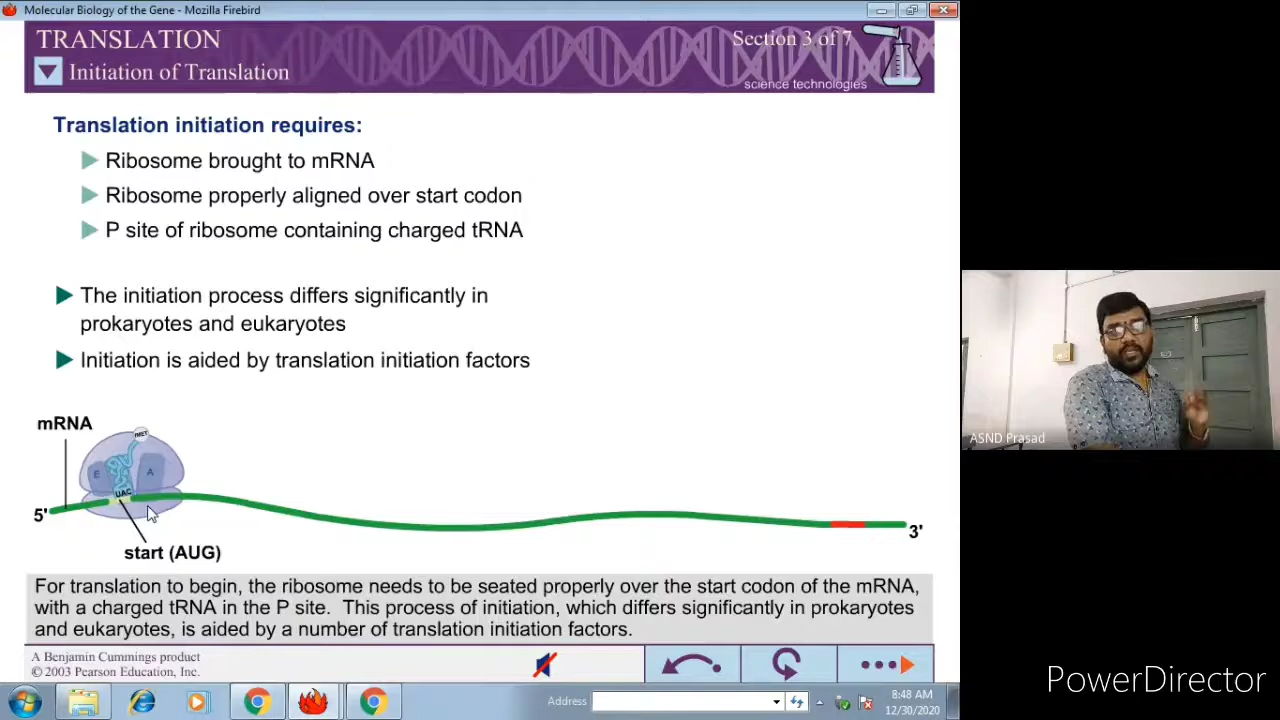 Molecular Biology of the Gene - Mozilla Firebird
TRANSLATION
Section 3 of 7
Initiation of Translation
science technologies
Translation initiation requires:
Ribosome brought to mRNA
Ribosome properly aligned over start codon
P site of ribosome containing charged tRNA
The initiation process differs significantly in
prokaryotes and eukaryotes
Initiation is aided by translation initiation factors
mRNA
fMET
E
A
UAC
5'
3'
start (AUG)
For translation to begin, the ribosome needs to be seated properly over the start codon of the mRNA,
with a charged tRNA in the P site. This process of initiation, which differs significantly in prokaryotes
and eukaryotes, is aided by a number of translation initiation factors.
A Benjamin Cummings product
© 2003 Pearson Education, Inc.
Address
8:48 AM
12/30/2020
ASND Prasad
PowerDirector